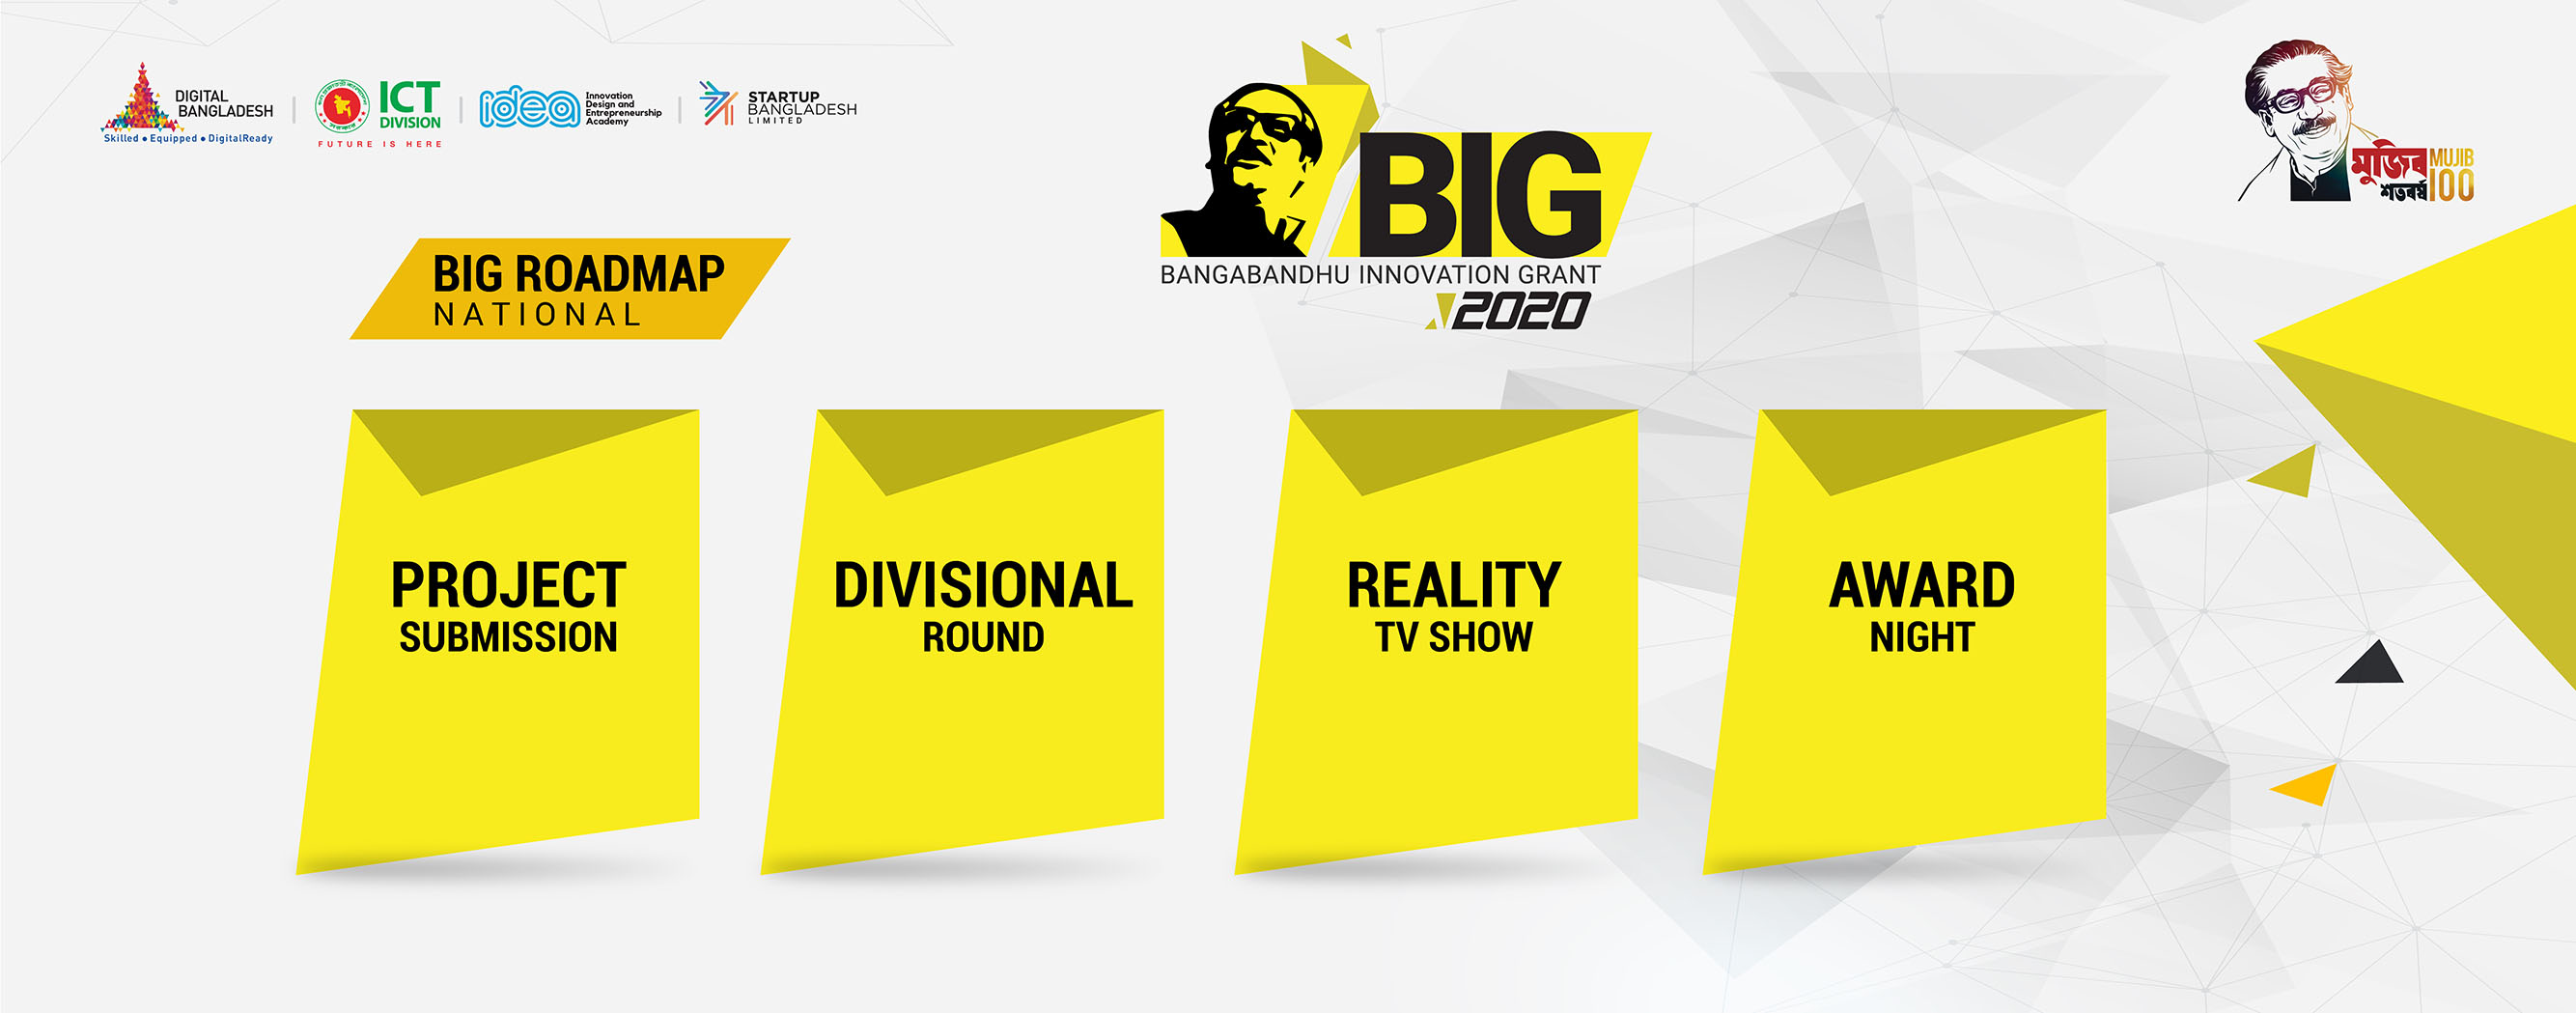 DIGITAL
BANGLADESH
Skilled • Equipped • DigitalReady
ICT
DIVISION
FUTURE IS HERE
idea
Innovation
Design and
Entrepreneurship
Academy
STARTUP
BANGLADESH
LIMITED
BIG
BANGABANDHU INNOVATION GRANT
2020
মুজিব
শতবর্ষ
MUJIB
100
BIG ROADMAP
NATIONAL
PROJECT
SUBMISSION
DIVISIONAL
ROUND
REALITY
TV SHOW
AWARD
NIGHT